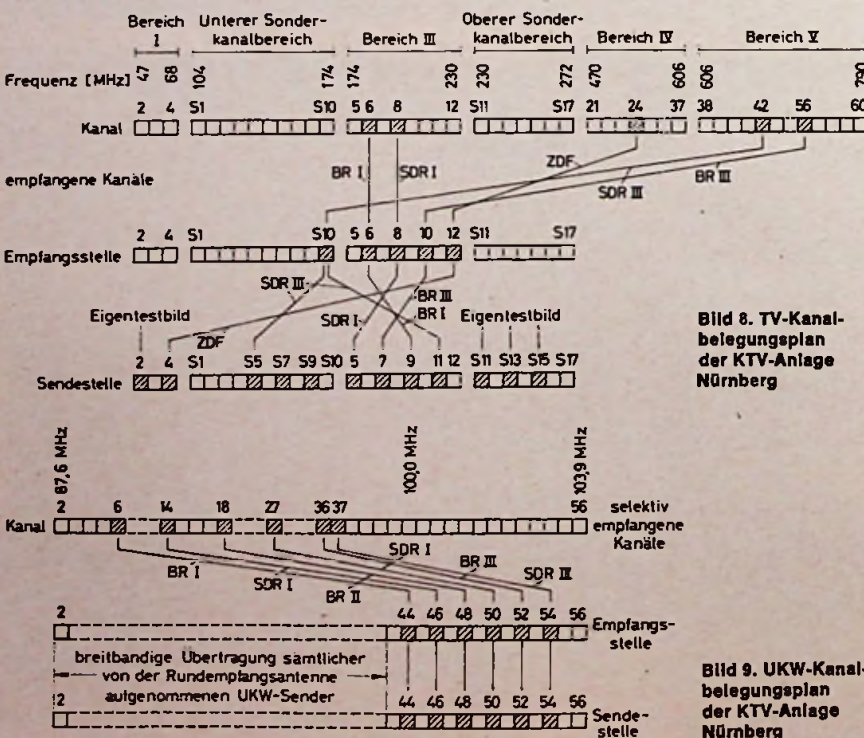 Bereich I
Unterer Sonderkanalbereich
Bereich III
Oberer Sonderkanalbereich
Bereich IV
Bereich V
Frequenz [MHz] 47 68 104 174 174 230 230 272 470 606 606 790
2 4 S1 S10 5 6 8 12 S11 S17 21 24 37 38 42 56 60
Kanal
empfangene Kanäle
BR I
SDR I
ZDF
SDR III
BR III
2 4 S1 S10 5 6 8 10 12 S11 S17
Empfangsstelle
SDR III
BR III
SDR I
BR I
Eigentestbild
ZDF
Eigentestbild
2 4 S1 S5 S7 S9 S10 5 7 9 11 12 S11 S13 S15 S17
Sendestelle
Bild 8. TV-Kanal-
belegungsplan
der KTV-Anlage
Nürnberg
87,6 MHz
100,0 MHz
103,9 MHz
2 6 14 18 27 36 37 56
Kanal
selektiv
empfangene
Kanäle
BR I
SDR I
BR II
SDR I
BR III
SDR III
2 44 46 48 50 52 54 56
Empfangs-
stelle
breitbandige Übertragung sämtlicher
von der Rundempfangsantenne
aufgenommenen UKW-Sender
2 44 46 48 50 52 54 56
Sende-
stelle
Bild 9. UKW-Kanal-
belegungsplan
der KTV-Anlage
Nürnberg